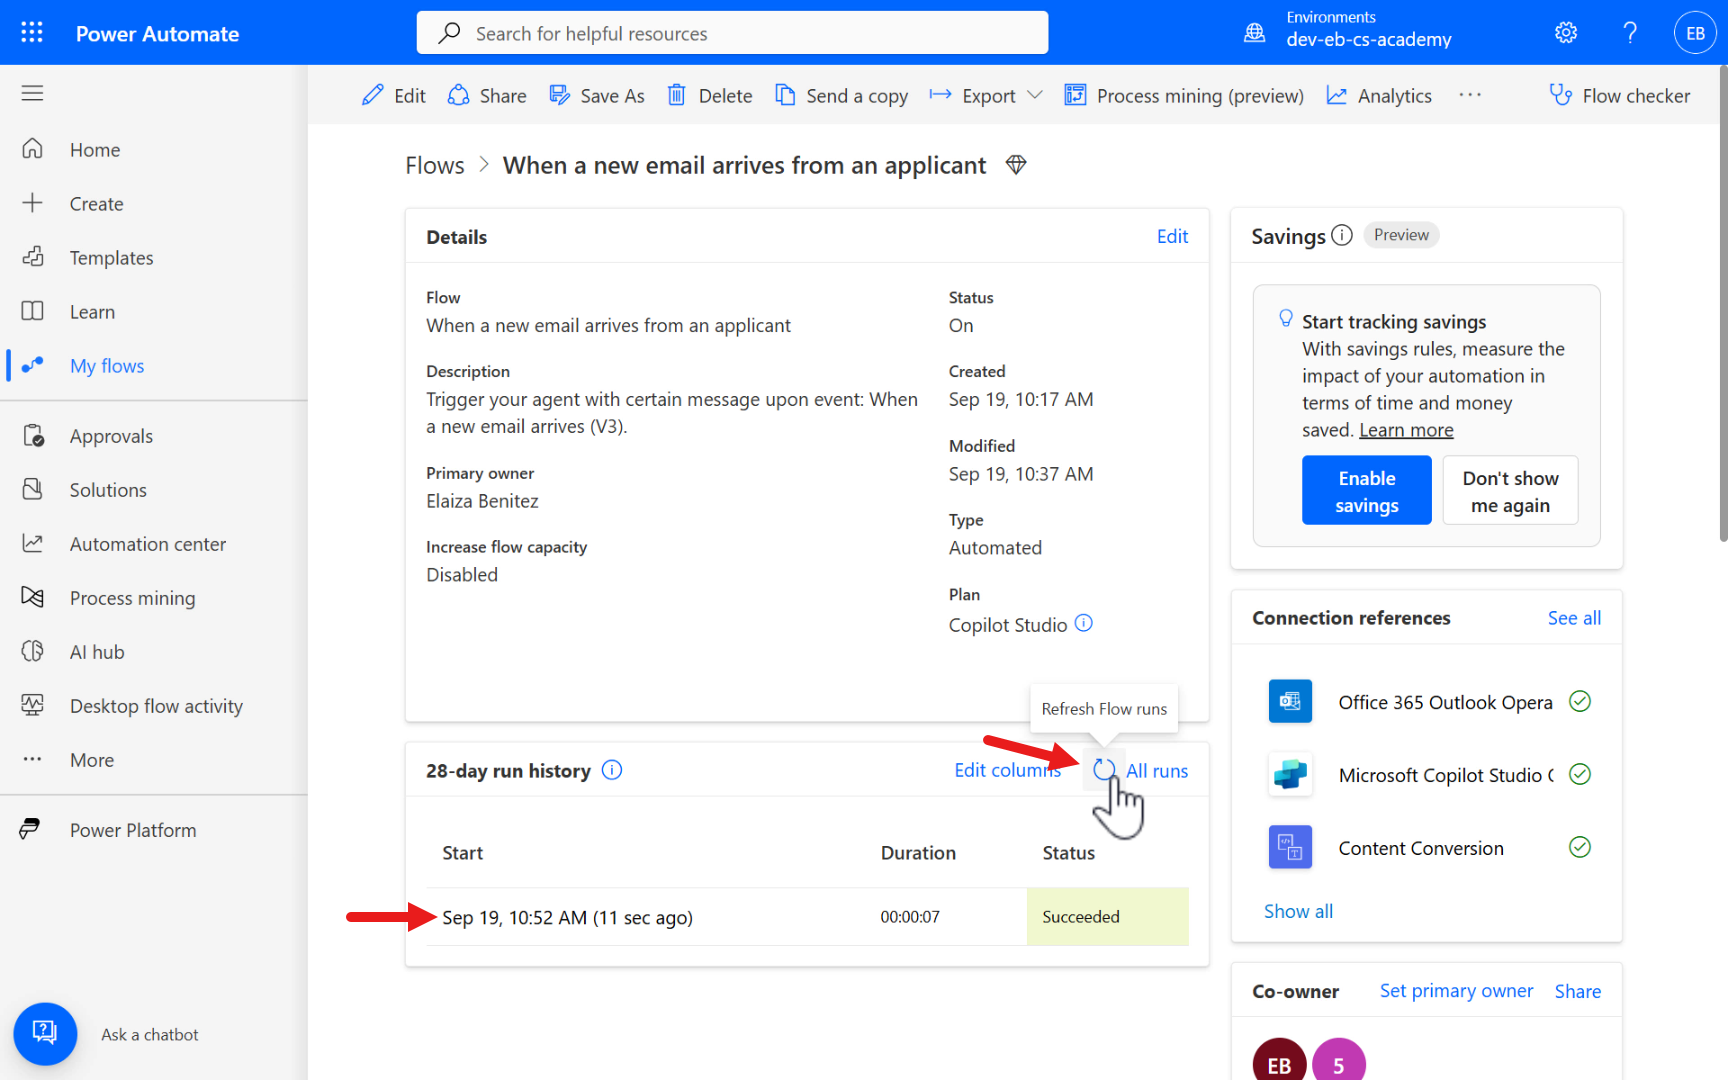 Power Automate
Search for helpful resources
Environments
dev-eb-cs-academy
EB
Edit
Share
Save As
Delete
Send a copy
Export
Process mining (preview)
Analytics
Flow checker
Home
Create
Templates
Learn
My flows
Approvals
Solutions
Automation center
Process mining
AI hub
Desktop flow activity
More
Power Platform
Ask a chatbot
Flows > When a new email arrives from an applicant
Details
Edit
Flow
When a new email arrives from an applicant
Description
Trigger your agent with certain message upon event: When
a new email arrives (V3).
Primary owner
Elaiza Benitez
Increase flow capacity
Disabled
Status
On
Created
Sep 19, 10:17 AM
Modified
Sep 19, 10:37 AM
Type
Automated
Plan
Copilot Studio
Refresh Flow runs
28-day run history
Edit columns
All runs
Start
Duration
Status
Sep 19, 10:52 AM (11 sec ago)
00:00:07
Succeeded
Savings
Preview
Start tracking savings
With savings rules, measure the
impact of your automation in
terms of time and money
saved. Learn more
Enable
savings
Don't show
me again
Connection references
See all
Office 365 Outlook Opera
Microsoft Copilot Studio
Content Conversion
Show all
Co-owner
Set primary owner
Share
EB
5